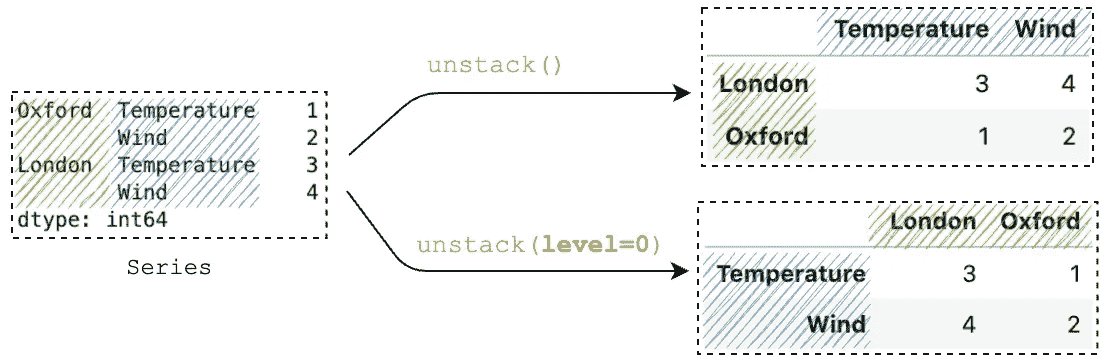 Oxford Temperature 1
Wind 2
London Temperature 3
Wind 4
dtype: int64
Series
unstack()
unstack(level=0)
Temperature Wind
London 3 4
Oxford 1 2
London Oxford
Temperature 3 1
Wind 4 2